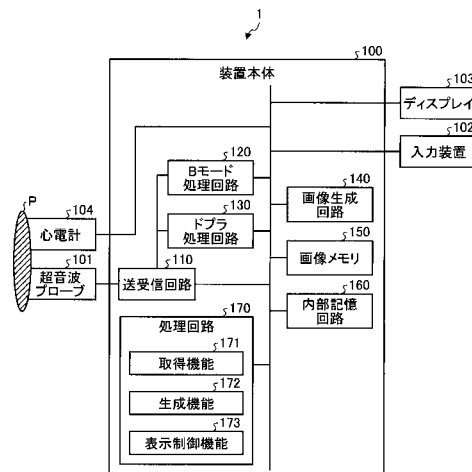 1
100
装置本体
103
ディスプレイ
102
入力装置
120
Bモード
処理回路
140
画像生成
回路
P
104
心電計
130
ドプラ
処理回路
150
画像メモリ
101
超音波
プローブ
110
送受信回路
160
内部記憶
回路
170
処理回路
171
取得機能
172
生成機能
173
表示制御機能